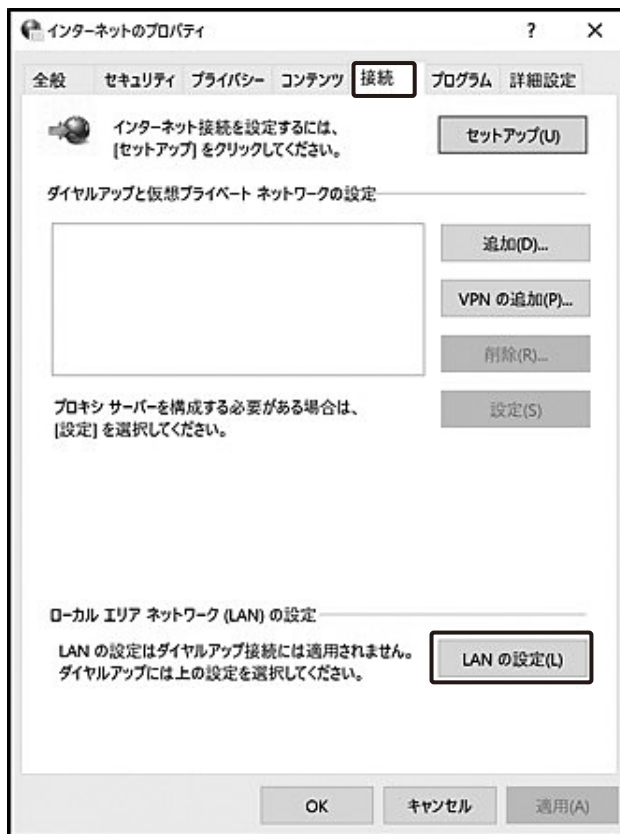 インターネットのプロパティ ? ×
全般 セキュリティ プライバシー コンテンツ 接続 プログラム 詳細設定
インターネット接続を設定するには、
[セットアップ] をクリックしてください。
セットアップ(U)
ダイヤルアップと仮想プライベート ネットワークの設定
追加(D)...
VPN の追加(P)...
削除(R)...
プロキシ サーバーを構成する必要がある場合は、
[設定] を選択してください。
設定(S)
ローカル エリア ネットワーク (LAN) の設定
LAN の設定はダイヤルアップ接続には適用されません。
ダイヤルアップには上の設定を選択してください。
LAN の設定(L)
OK キャンセル 適用(A)